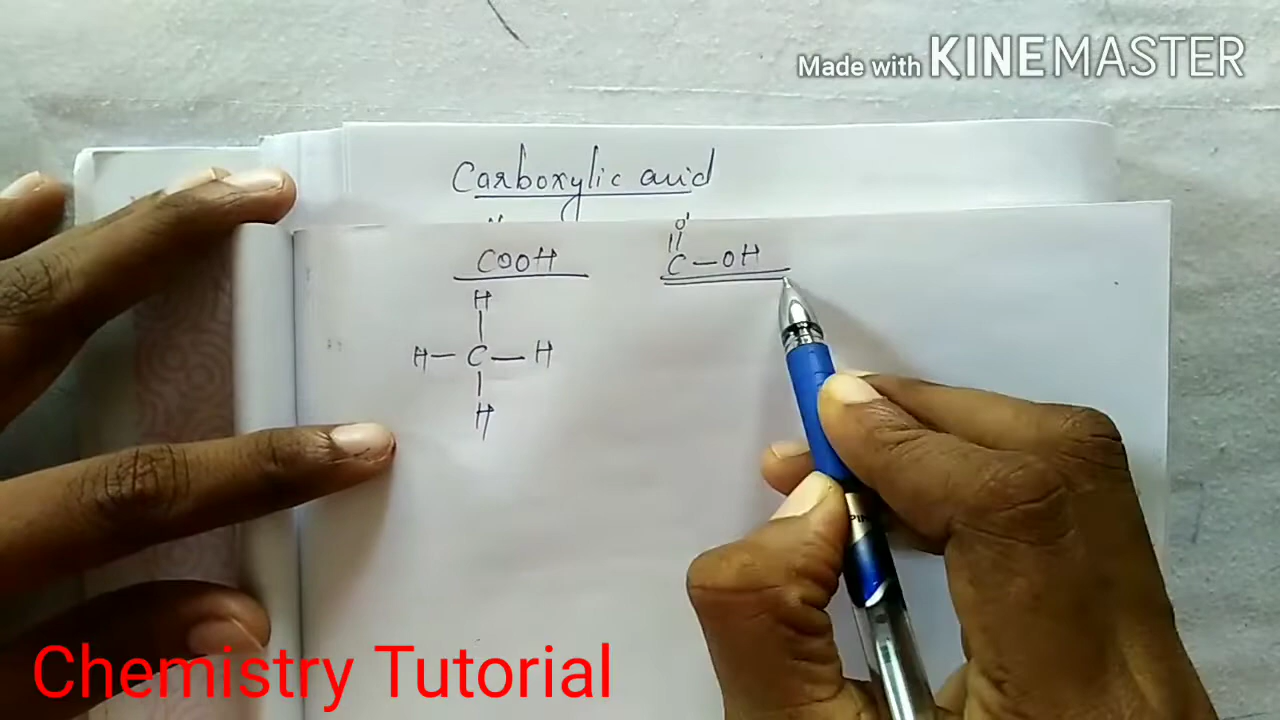 Made with KINEMASTER
Carboxylic acid
O
||
COOH C—OH
H
|
H—C—H
|
H
Chemistry Tutorial